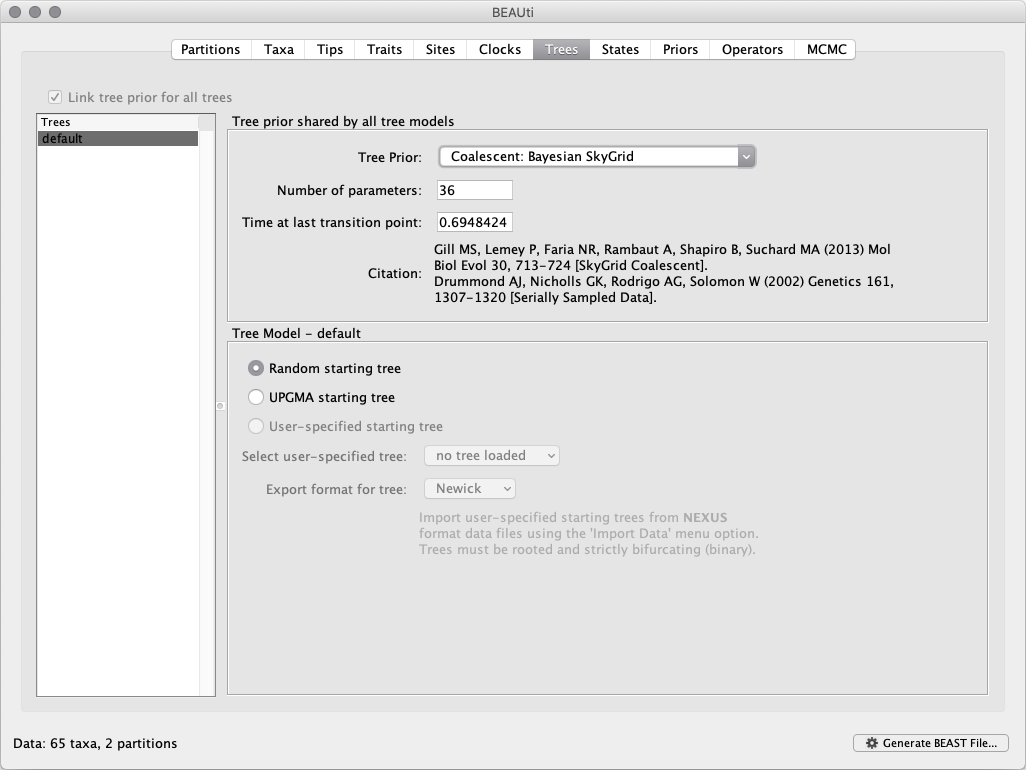 BEAUti
Partitions Taxa Tips Traits Sites Clocks Trees States Priors Operators MCMC
Link tree prior for all trees
Trees
default
Tree prior shared by all tree models
Tree Prior: Coalescent: Bayesian SkyGrid
Number of parameters: 36
Time at last transition point: 0.6948424
Citation:
Gill MS, Lemey P, Faria NR, Rambaut A, Shapiro B, Suchard MA (2013) Mol
Biol Evol 30, 713-724 [SkyGrid Coalescent].
Drummond AJ, Nicholls GK, Rodrigo AG, Solomon W (2002) Genetics 161,
1307-1320 [Serially Sampled Data].
Tree Model - default
Random starting tree
UPGMA starting tree
User-specified starting tree
Select user-specified tree: no tree loaded
Export format for tree: Newick
Import user-specified starting trees from NEXUS
format data files using the 'Import Data' menu option.
Trees must be rooted and strictly bifurcating (binary).
Data: 65 taxa, 2 partitions
Generate BEAST File...